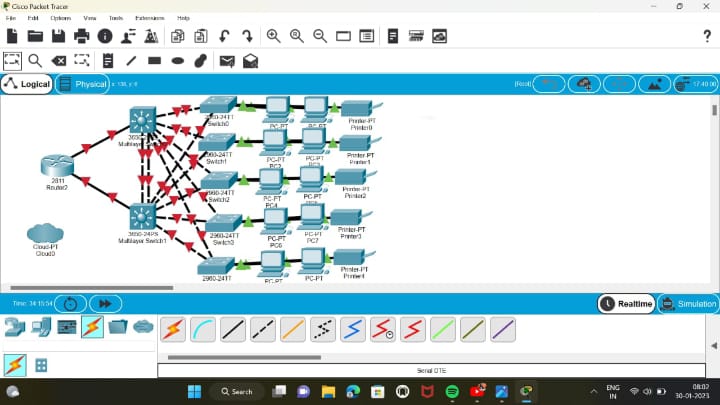 Cisco Packet Tracer
File Edit Options View Tools Extensions Help
?
Logical
Physical x: 138, y: 6
[Root]
17:40:00
2960-24TT
Switch0
PC-PT
PC-PT
Printer-PT
Printer0
3650-24PS
Multilayer Switch0
2960-24TT
Switch1
PC-PT
PC2
PC-PT
PC3
Printer-PT
Printer1
2811
Router2
2960-24TT
Switch2
PC-PT
PC4
PC-PT
Printer-PT
Printer2
3650-24PS
Multilayer Switch1
2960-24TT
Switch3
PC-PT
PC6
PC-PT
PC7
Printer-PT
Printer3
Cloud-PT
Cloud0
2960-24TT
PC-PT
PC-PT
Printer-PT
Printer4
Time: 34:15:54
Realtime
Simulation
Serial DTE
Search
ENG
IN
08:02
30-01-2023